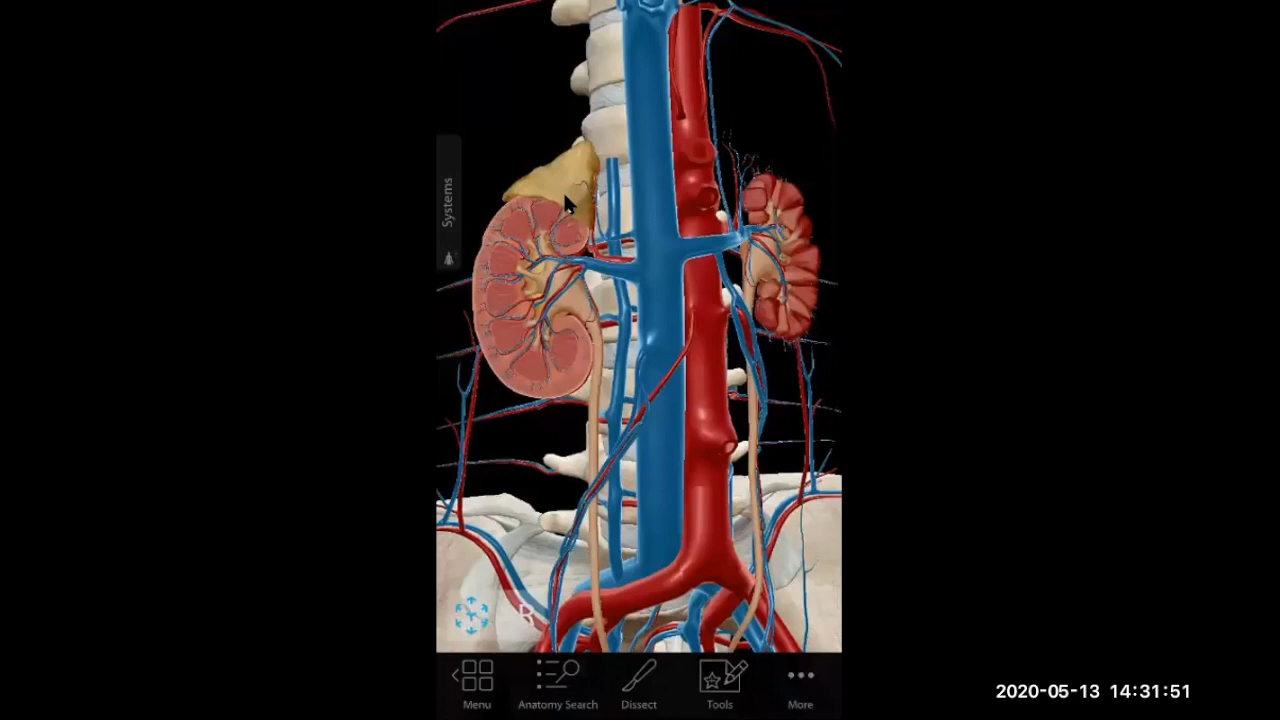 Systems
R
Menu
Anatomy Search
Dissect
Tools
More
2020-05-13 14:31:51